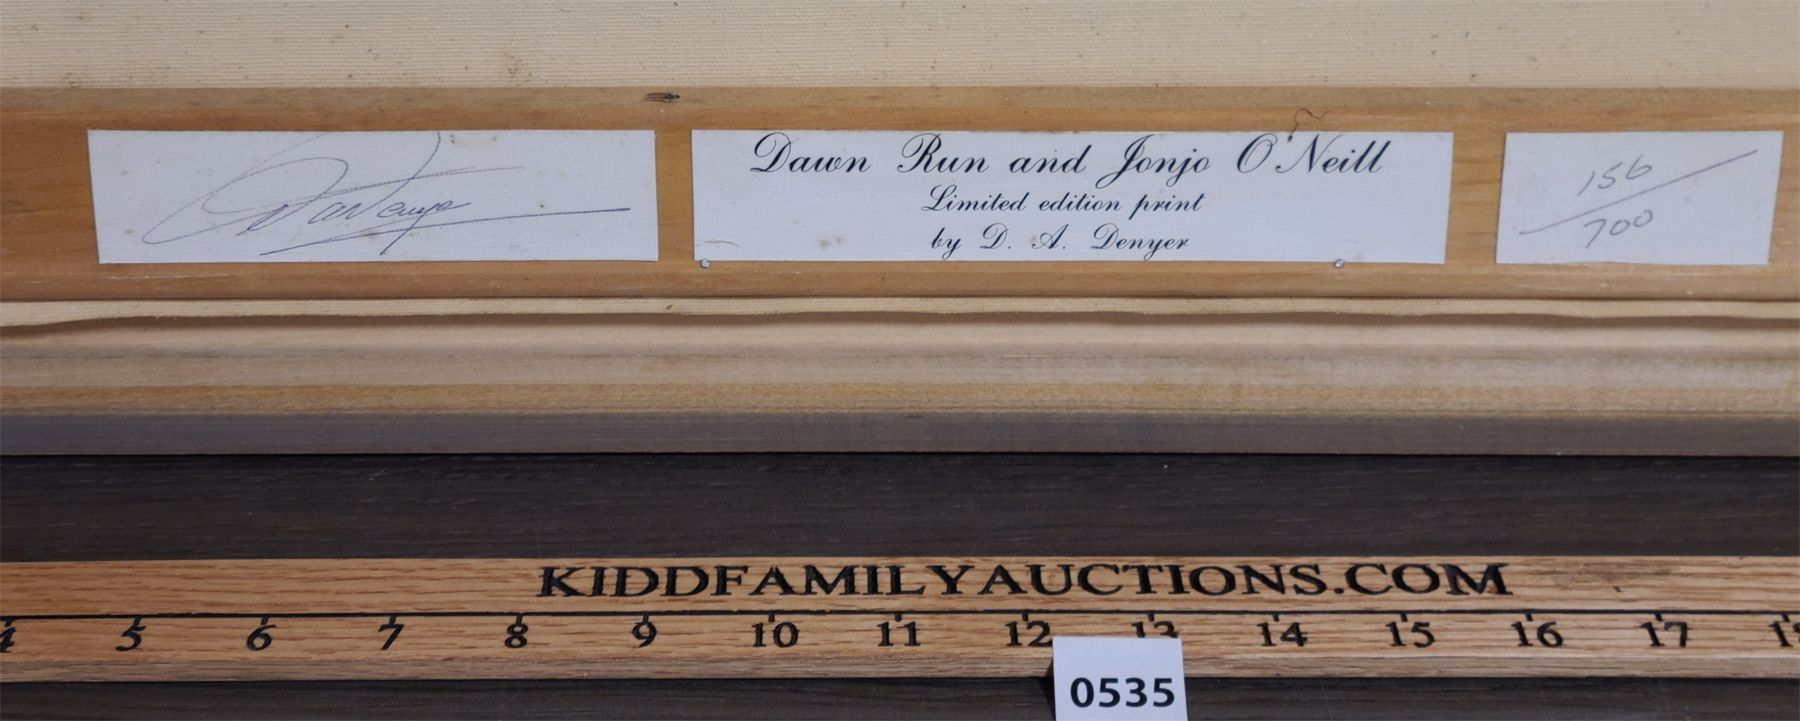 Dawn Run and Jonjo O'Neill
Limited edition print
by D. A. Denyer
156/700
KIDDFAMILYAUCTIONS.COM
4 5 6 7 8 9 10 11 12 13 14 15 16 17 18
0535